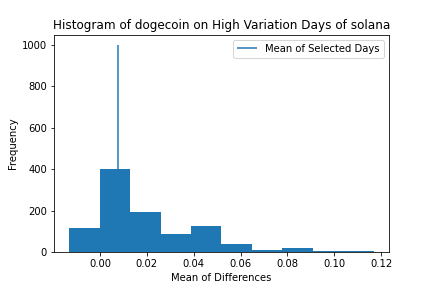 Histogram of dogecoin on High Variation Days of solana
Mean of Selected Days
Frequency
1000
800
600
400
200
0
0.00 0.02 0.04 0.06 0.08 0.10 0.12
Mean of Differences